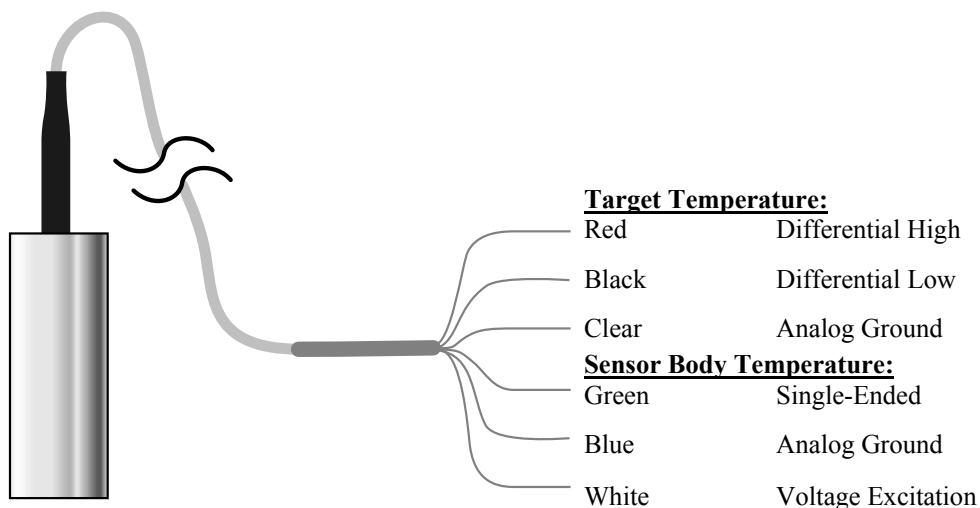 Target Temperature:
Red Differential High
Black Differential Low
Clear Analog Ground
Sensor Body Temperature:
Green Single-Ended
Blue Analog Ground
White Voltage Excitation